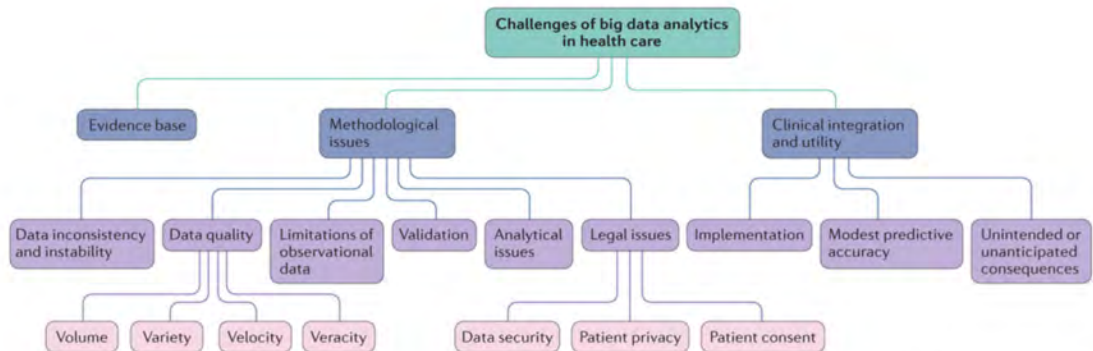 Challenges of big data analytics
in health care
Evidence base
Methodological
issues
Clinical integration
and utility
Data inconsistency
and instability
Data quality
Limitations of
observational
data
Validation
Analytical
issues
Legal issues
Implementation
Modest predictive
accuracy
Unintended or
unanticipated
consequences
Volume
Variety
Velocity
Veracity
Data security
Patient privacy
Patient consent